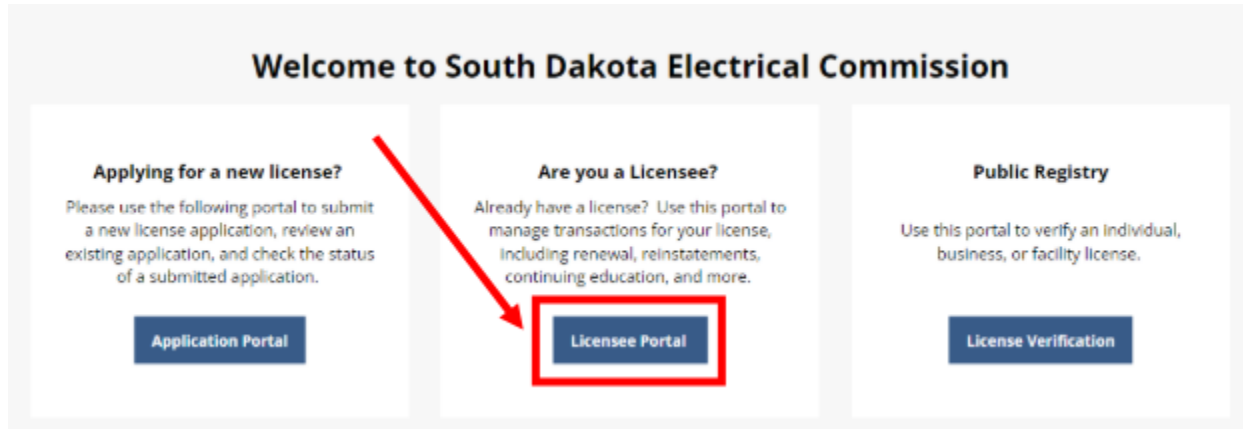 Welcome to South Dakota Electrical Commission
Applying for a new license?
Please use the following portal to submit
a new license application, review an
existing application, and check the status
of a submitted application.
Application Portal
Are you a Licensee?
Already have a license? Use this portal to
manage transactions for your license,
including renewal, reinstatements,
continuing education, and more.
Licensee Portal
Public Registry
Use this portal to verify an individual,
business, or facility license.
License Verification